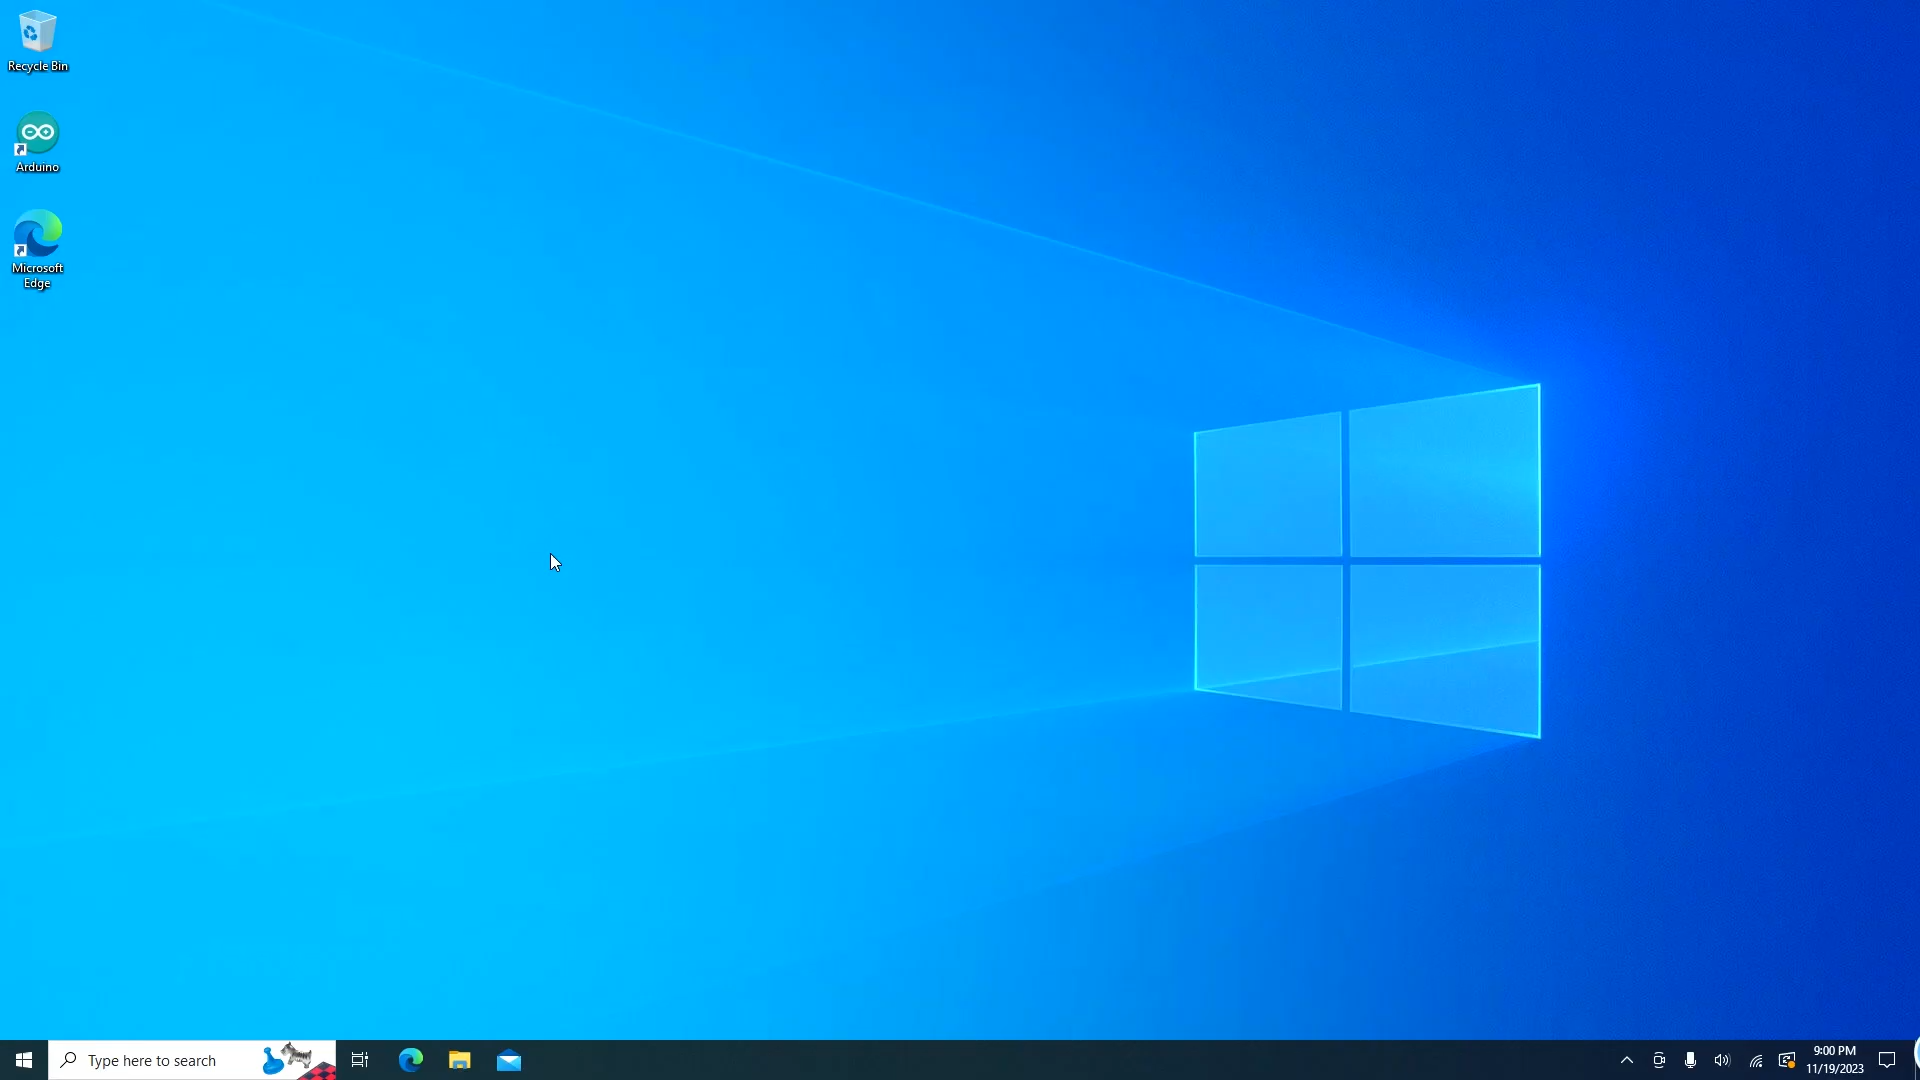 Recycle Bin
Arduino
Microsoft
Edge
Type here to search
9:00 PM
11/19/2023